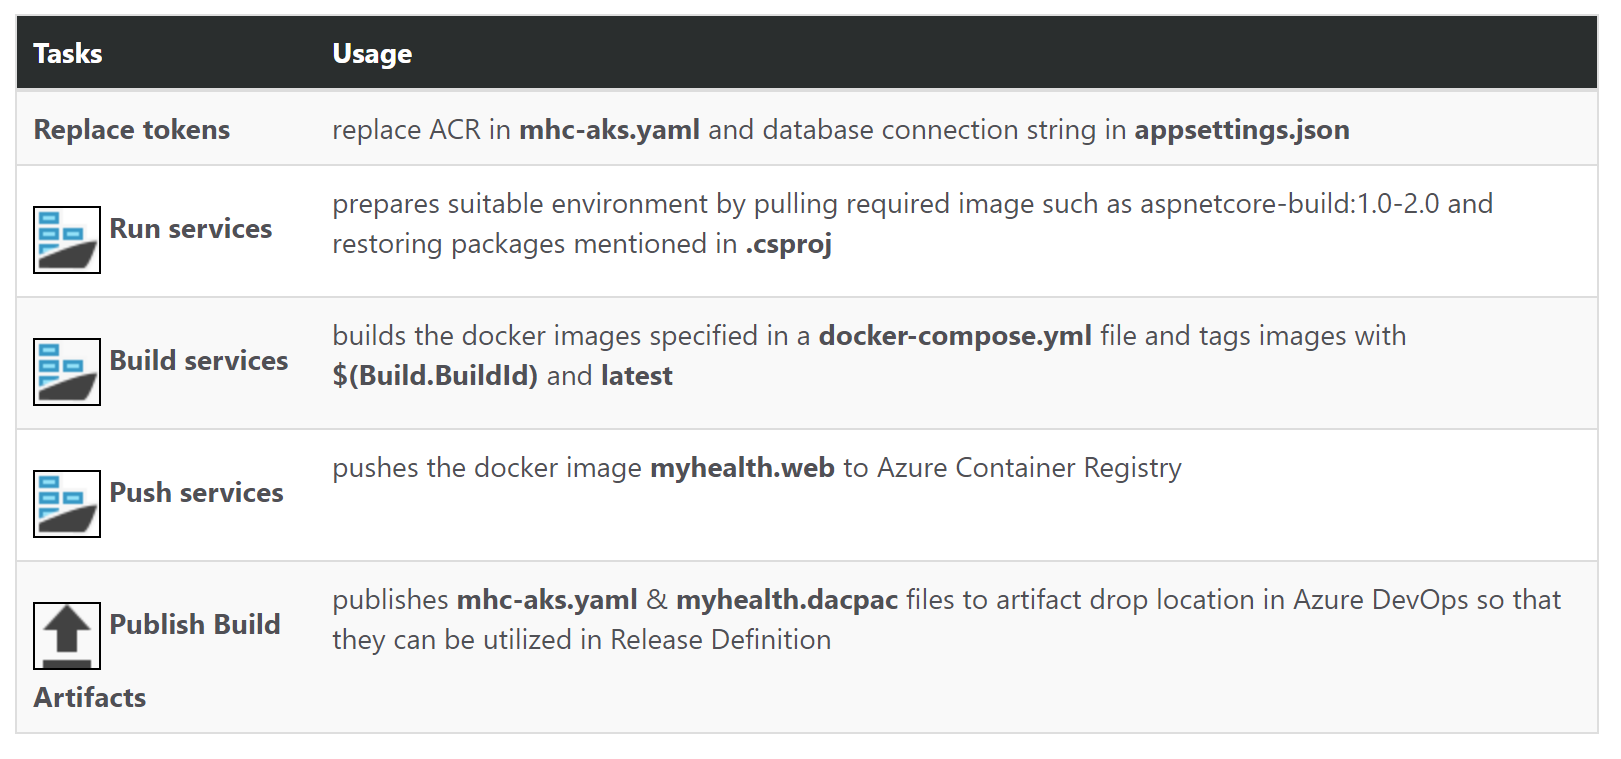 Tasks Usage
Replace tokens replace ACR in mhc-aks.yaml and database connection string in appsettings.json
Run services prepares suitable environment by pulling required image such as aspnetcore-build:1.0-2.0 and
restoring packages mentioned in .csproj
Build services builds the docker images specified in a docker-compose.yml file and tags images with
$(Build.BuildId) and latest
Push services pushes the docker image myhealth.web to Azure Container Registry
Publish Build publishes mhc-aks.yaml & myhealth.dacpac files to artifact drop location in Azure DevOps so that
they can be utilized in Release Definition
Artifacts